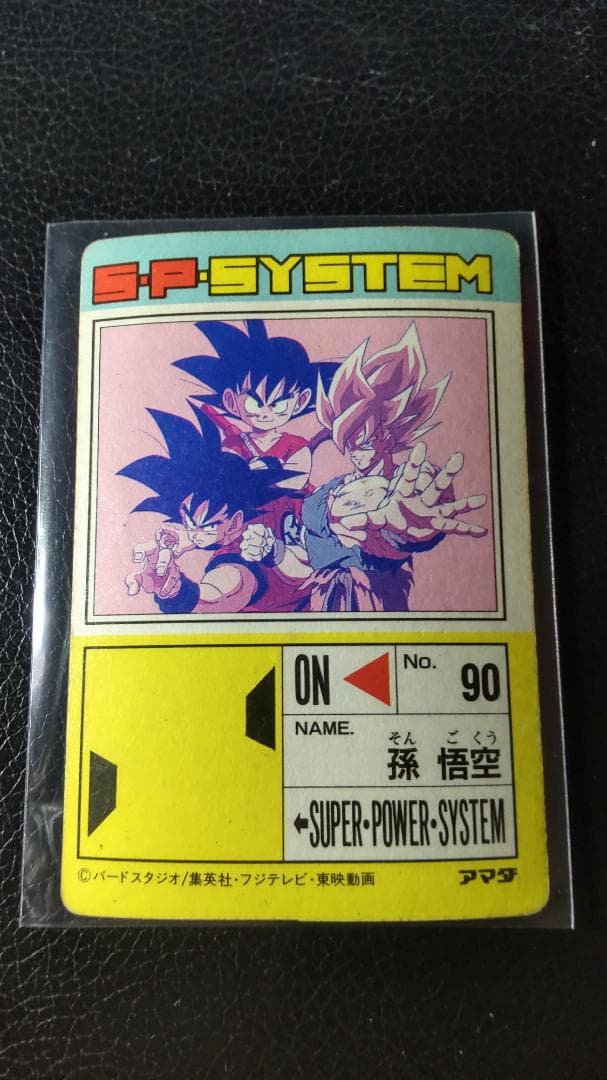 S·P·SYSTEM
ON
No. 90
NAME.
そん ご くう
孫 悟空
←SUPER·POWER·SYSTEM
©バードスタジオ/集英社・フジテレビ・東映動画
アマダ